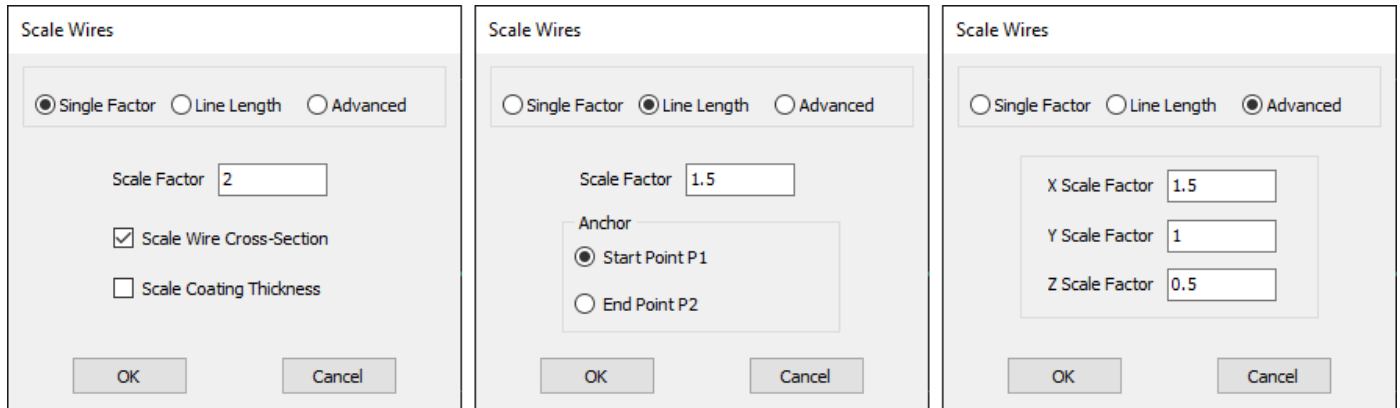 Scale Wires
Single Factor Line Length Advanced
Scale Factor 2
Scale Wire Cross-Section
Scale Coating Thickness
OK Cancel
Scale Wires
Single Factor Line Length Advanced
Scale Factor 1.5
Anchor
Start Point P1
End Point P2
OK Cancel
Scale Wires
Single Factor Line Length Advanced
X Scale Factor 1.5
Y Scale Factor 1
Z Scale Factor 0.5
OK Cancel